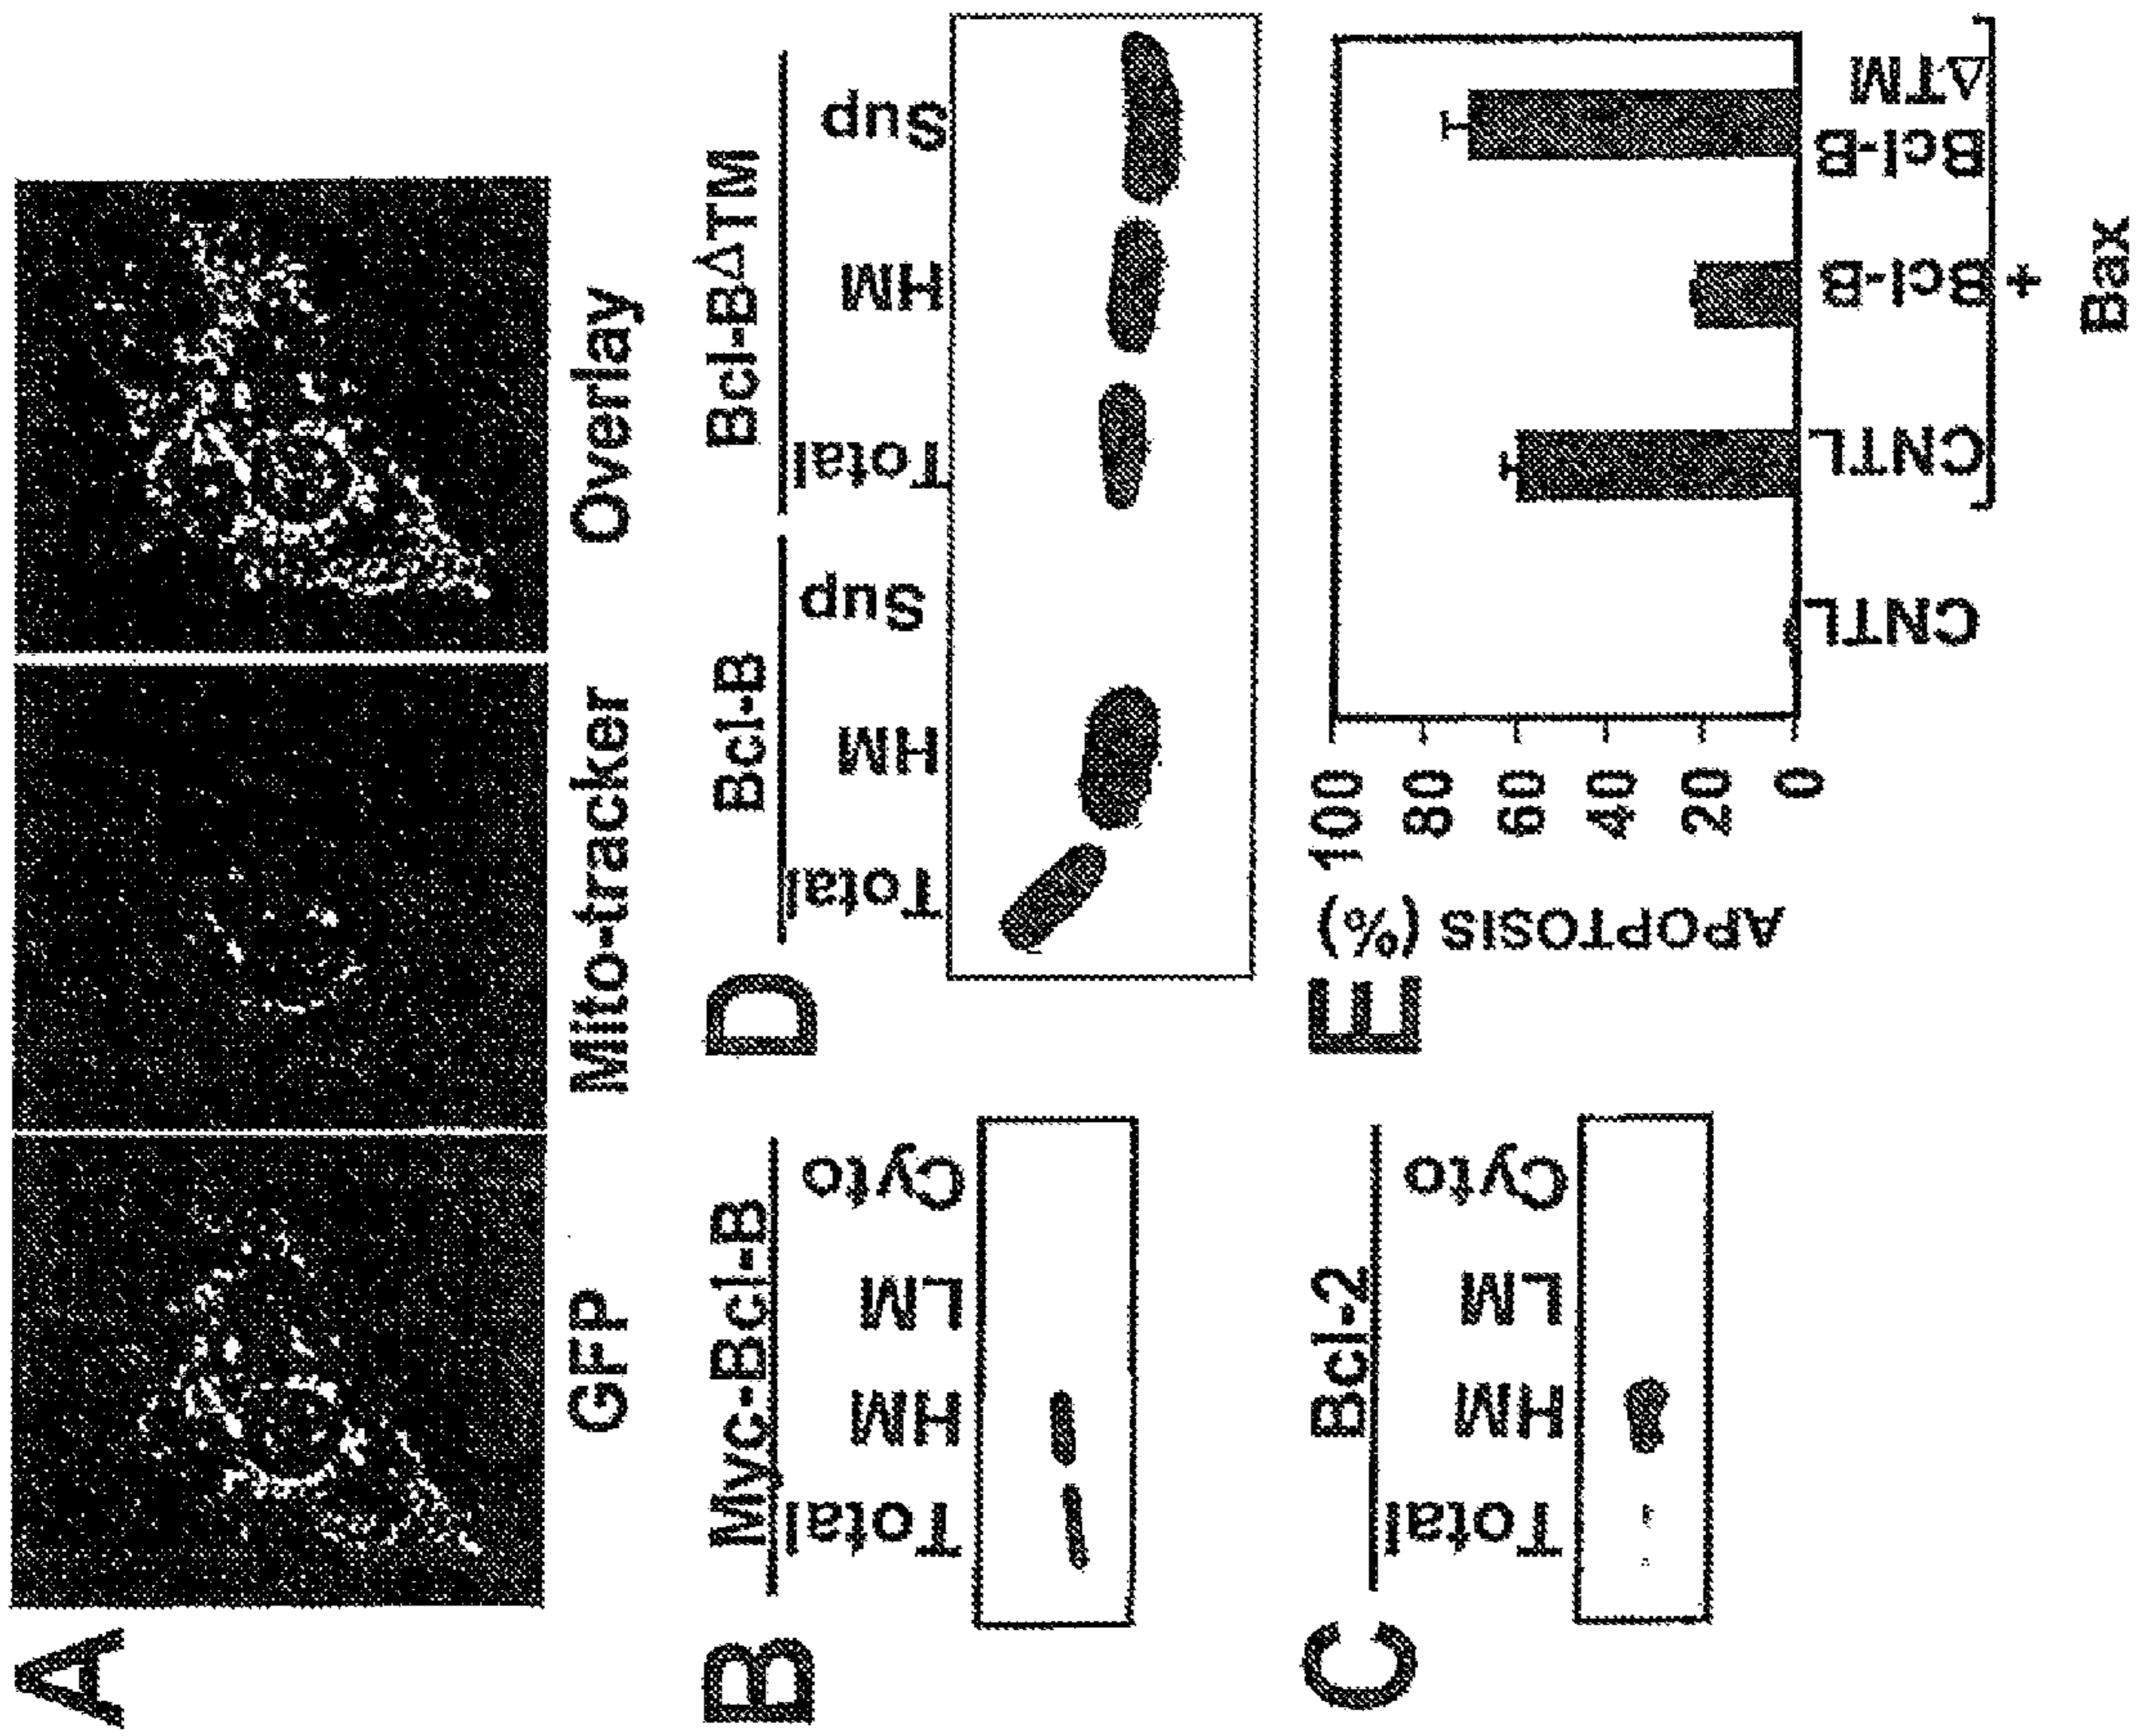 A
GFP Mito-tracker Overlay
B
Myc-Bcl-B
Total HM LM Cyto
C
Bcl-2
Total HM LM Cyto
D
Bcl-B Bcl-BΔTM
Total HM Sup Total HM Sup
E
APOPTOSIS (%)
100
80
60
40
20
0
CNTL CNTL Bcl-B Bcl-B
ΔTM
+
Bax